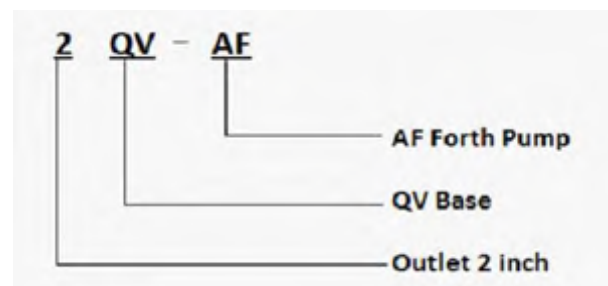 2 QV - AF
AF Forth Pump
QV Base
Outlet 2 inch